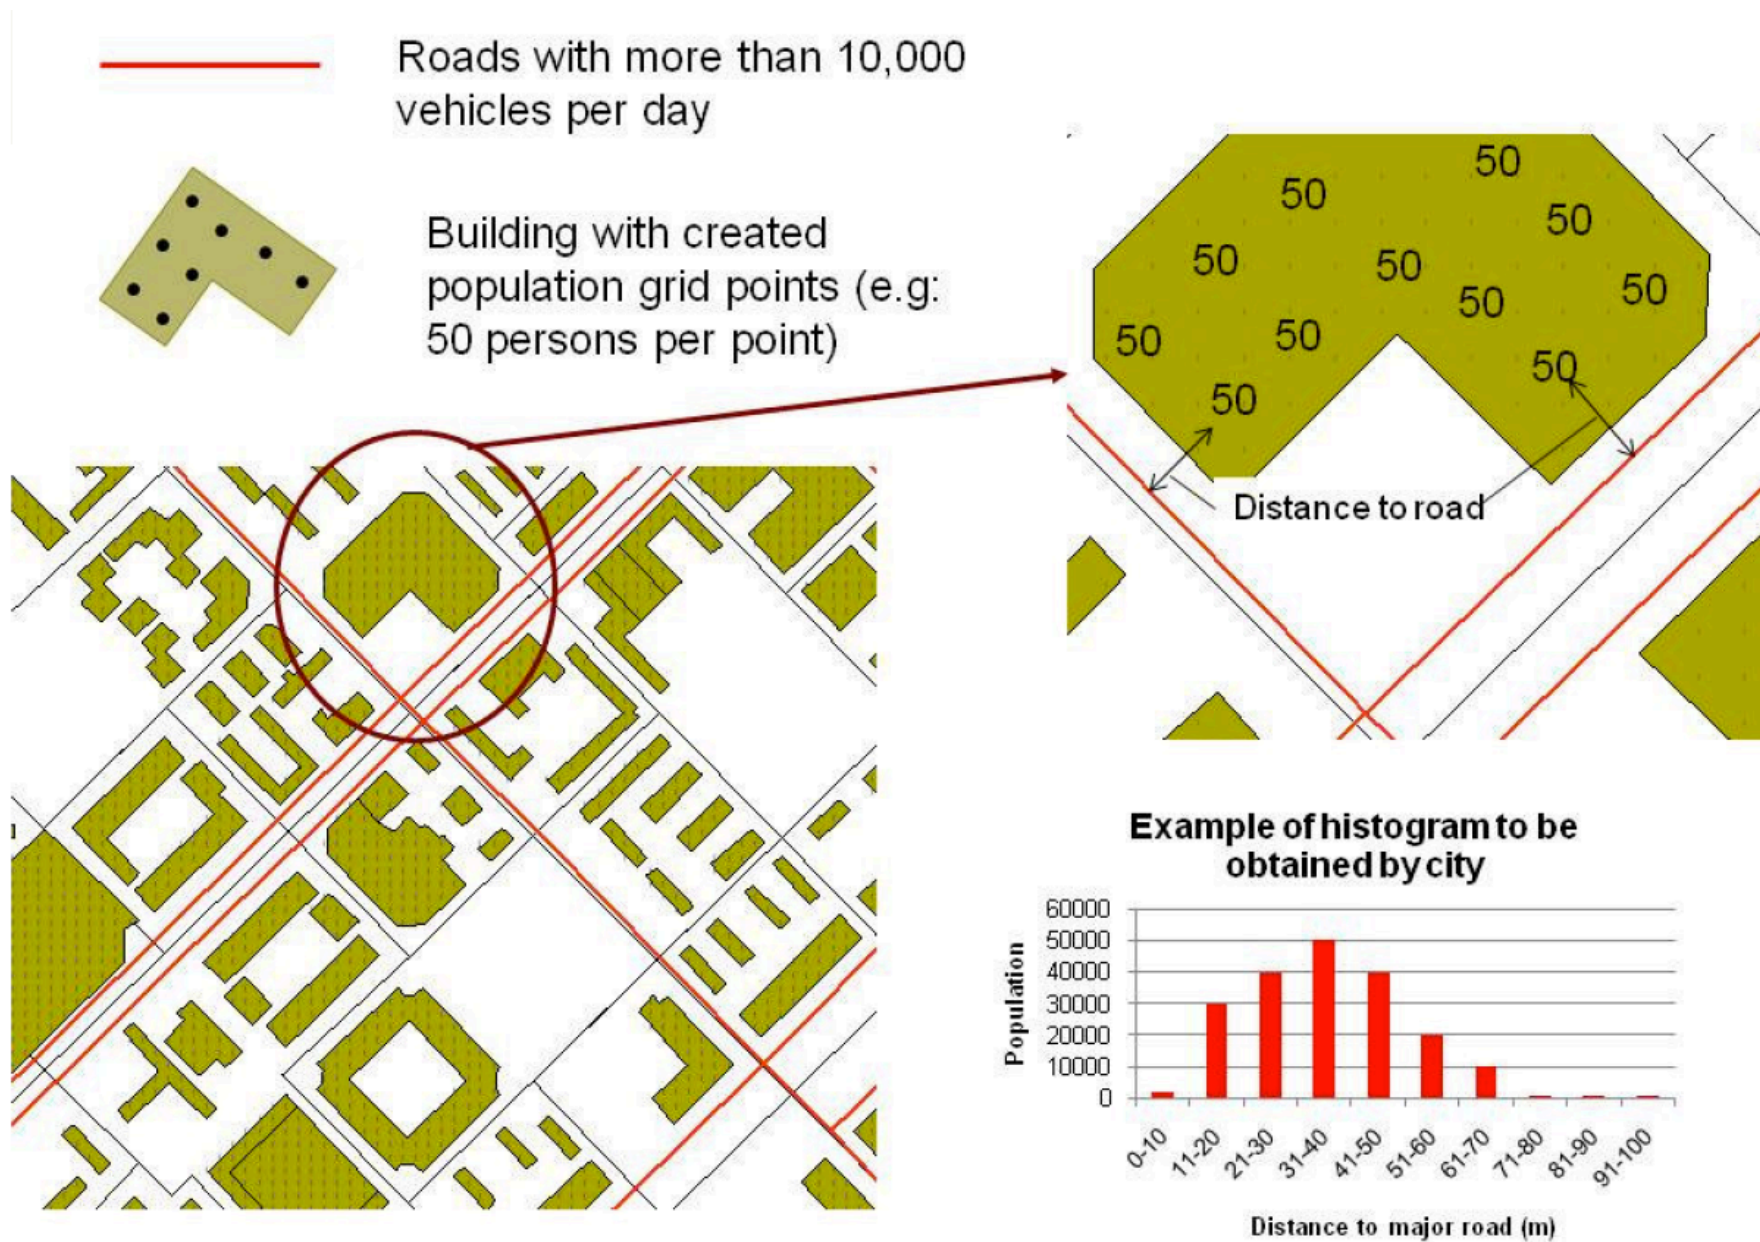 Roads with more than 10,000
vehicles per day
Building with created
population grid points (e.g:
50 persons per point)
50
50
50
50
50
50
50
50
50
50
50
50
Distance to road
Example of histogram to be
obtained by city
Population
60000
50000
40000
30000
20000
10000
0
0-10
11-20
21-30
31-40
41-50
51-60
61-70
71-80
81-90
91-100
Distance to major road (m)